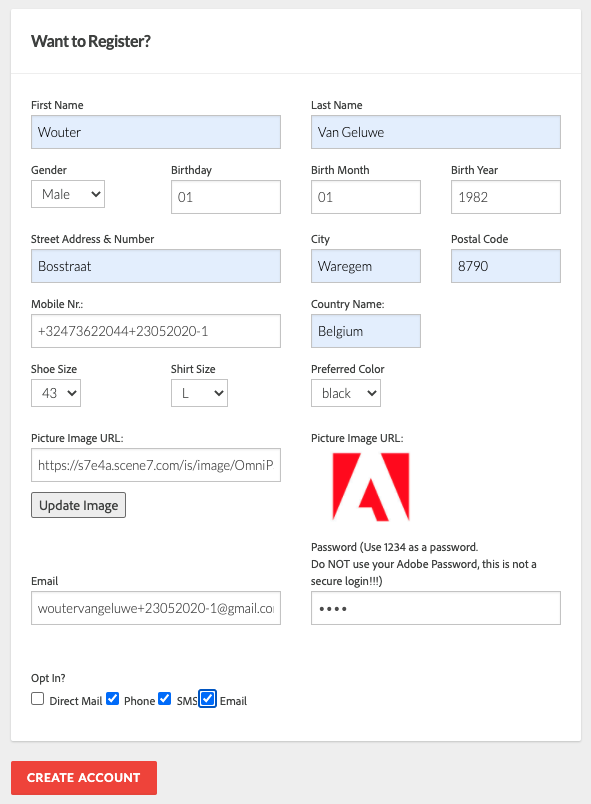 Want to Register?
First Name Last Name
Wouter Van Geluwe
Gender Birthday Birth Month Birth Year
Male 01 01 1982
Street Address & Number City Postal Code
Bosstraat Waregem 8790
Mobile Nr.: Country Name:
+32473622044+23052020-1 Belgium
Shoe Size Shirt Size Preferred Color
43 L black
Picture Image URL: Picture Image URL:
https://s7e4a.scene7.com/is/image/OmniP
Update Image
Password (Use 1234 as a password.
Do NOT use your Adobe Password, this is not a
secure login!!!)
Email
woutervangeluwe+23052020-1@gmail.co ••••
Opt In?
Direct Mail Phone SMS Email
CREATE ACCOUNT